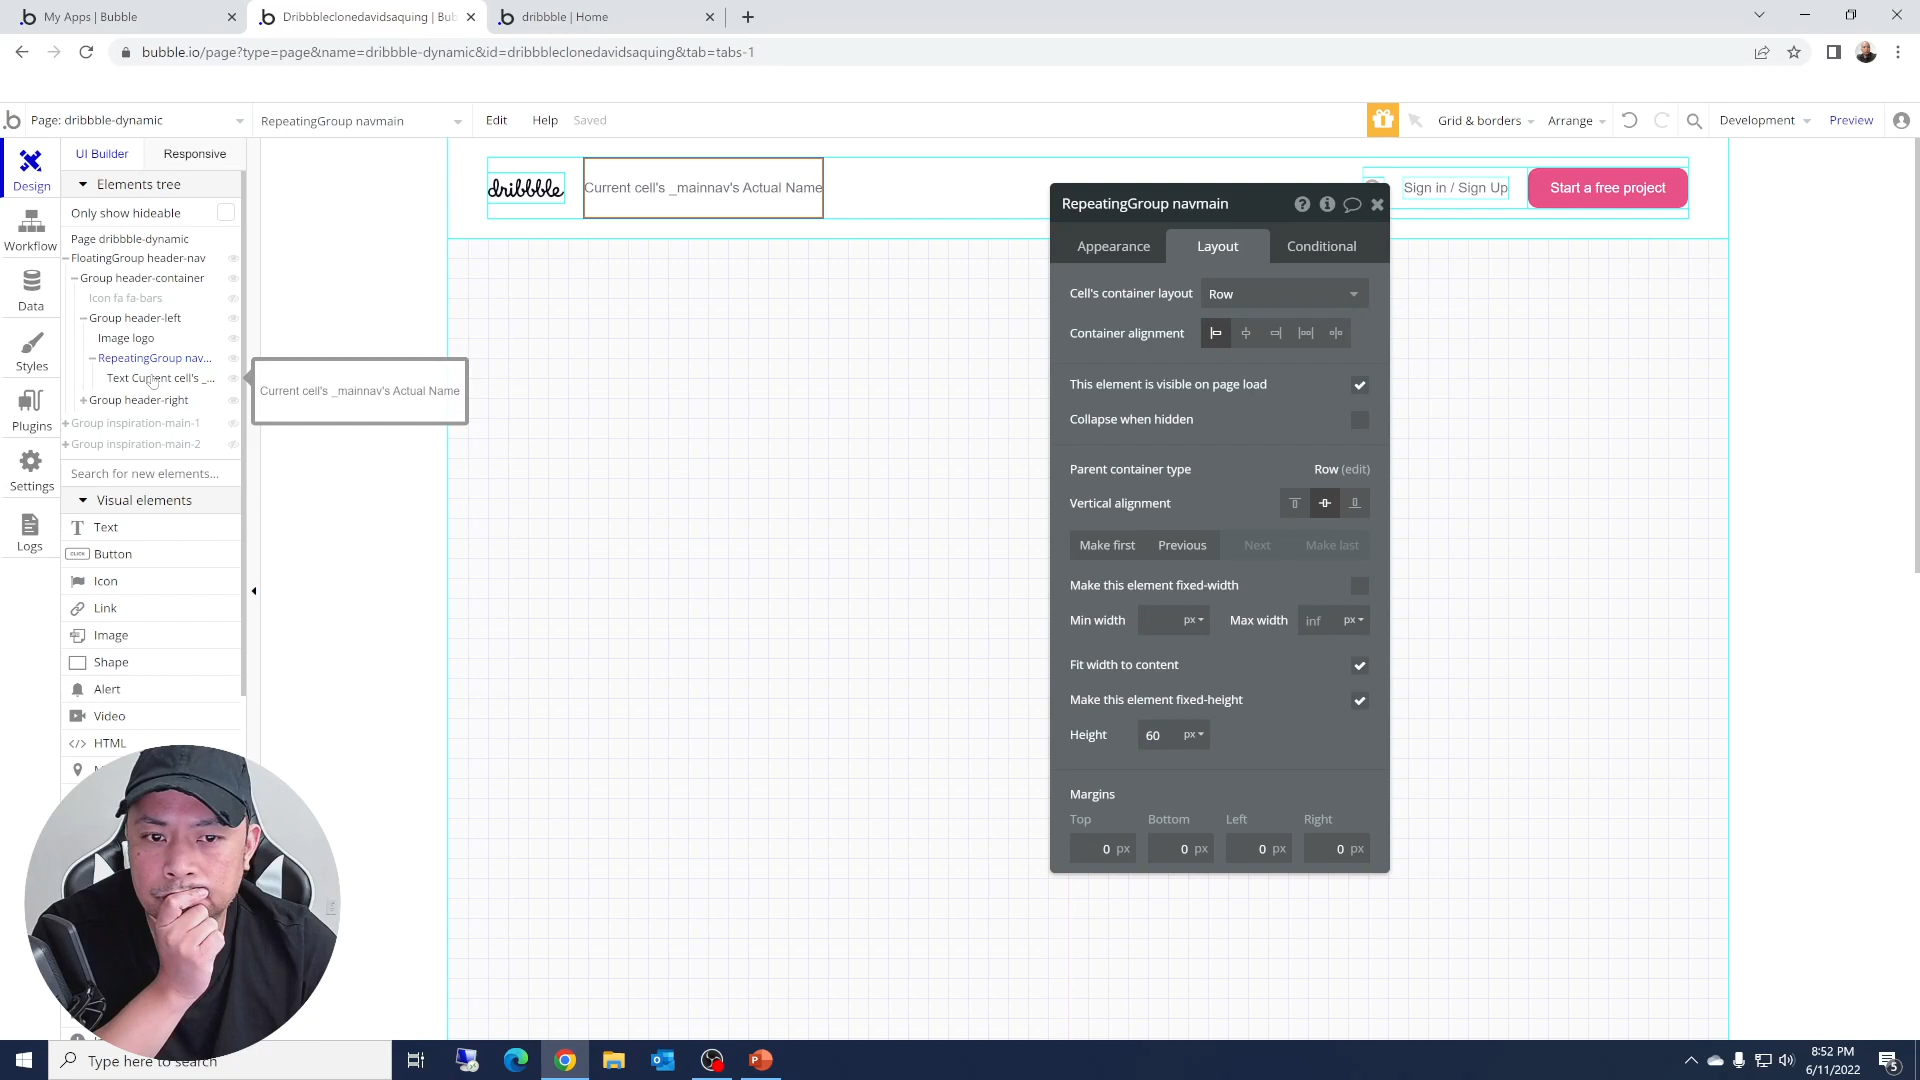 My Apps | Bubble
Dribbbleclonedavidsaquing | Bub
dribbble | Home
bubble.io/page?type=page&name=dribbble-dynamic&id=dribbbleclonedavidsaquing&tab=tabs-1
Page: dribbble-dynamic
RepeatingGroup navmain
Edit
Help
Saved
Grid & borders
Arrange
Development
Preview
Design
Workflow
Data
Styles
Plugins
Settings
Logs
UI Builder
Responsive
Elements tree
Only show hideable
Page dribbble-dynamic
FloatingGroup header-nav
Group header-container
Icon fa fa-bars
Group header-left
Image logo
RepeatingGroup nav...
Text Current cell's _...
Group header-right
Group inspiration-main-1
Group inspiration-main-2
Search for new elements...
Visual elements
Text
Button
CLICK
Icon
Link
Image
Shape
Alert
Video
HTML
Current cell's _mainnav's Actual Name
dribbble
Current cell's _mainnav's Actual Name
Sign in / Sign Up
Start a free project
RepeatingGroup navmain
Appearance
Layout
Conditional
Cell's container layout
Row
Container alignment
This element is visible on page load
Collapse when hidden
Parent container type
Row (edit)
Vertical alignment
Make first
Previous
Next
Make last
Make this element fixed-width
Min width
px
Max width
inf
px
Fit width to content
Make this element fixed-height
Height
60
px
Margins
Top
Bottom
Left
Right
0 px
0 px
0 px
0 px
Type here to search
8:52 PM
6/11/2022
5